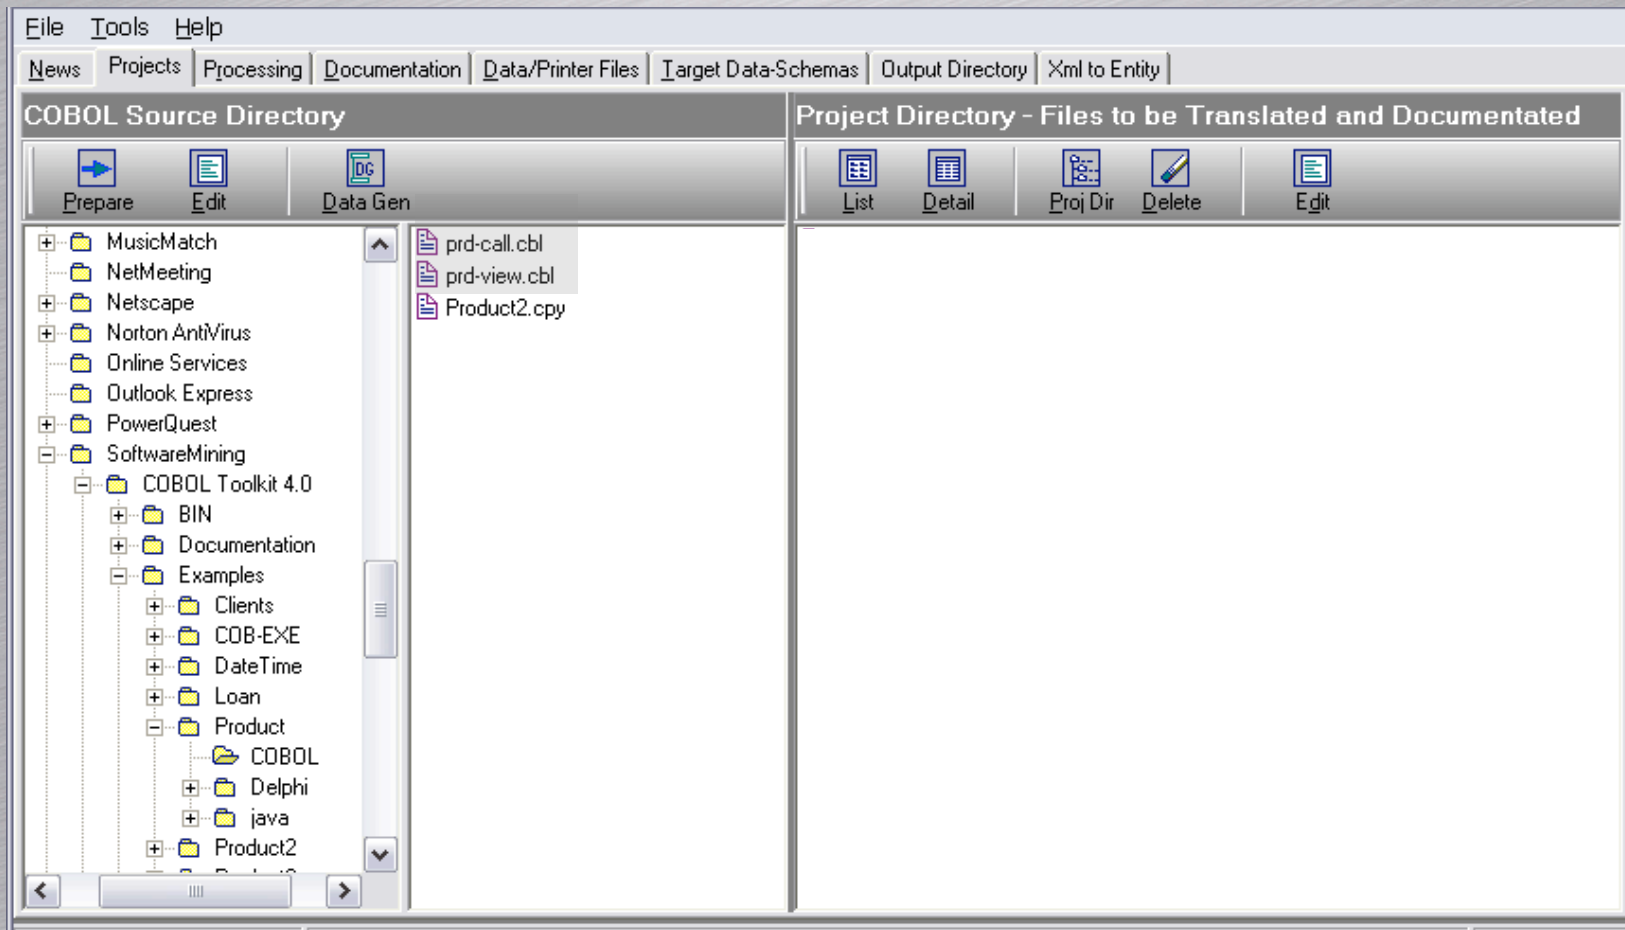 File Tools Help
News Projects Processing Documentation Data/Printer Files Target Data-Schemas Output Directory Xml to Entity
COBOL Source Directory
Prepare Edit Data Gen
MusicMatch
NetMeeting
Netscape
Norton AntiVirus
Online Services
Outlook Express
PowerQuest
SoftwareMining
COBOL Toolkit 4.0
BIN
Documentation
Examples
Clients
COB-EXE
DateTime
Loan
Product
COBOL
Delphi
java
Product2
prd-call.cbl
prd-view.cbl
Product2.cpy
Project Directory - Files to be Translated and Documentated
List Detail Proj Dir Delete Edit